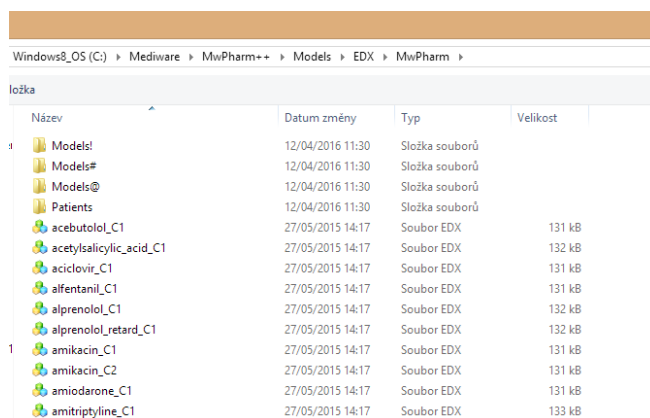 Windows8_OS (C:) Mediware MwPharm++ Models EDX MwPharm
ložka
Název Datum změny Typ Velikost
Models! 12/04/2016 11:30 Složka souborů
Models# 12/04/2016 11:30 Složka souborů
Models@ 12/04/2016 11:30 Složka souborů
Patients 12/04/2016 11:30 Složka souborů
acebutolol_C1 27/05/2015 14:17 Soubor EDX 131 kB
acetylsalicylic_acid_C1 27/05/2015 14:17 Soubor EDX 132 kB
aciclovir_C1 27/05/2015 14:17 Soubor EDX 131 kB
alfentanil_C1 27/05/2015 14:17 Soubor EDX 131 kB
alprenolol_C1 27/05/2015 14:17 Soubor EDX 132 kB
alprenolol_retard_C1 27/05/2015 14:17 Soubor EDX 132 kB
1 amikacin_C1 27/05/2015 14:17 Soubor EDX 131 kB
amikacin_C2 27/05/2015 14:17 Soubor EDX 131 kB
amiodarone_C1 27/05/2015 14:17 Soubor EDX 131 kB
amitriptyline_C1 27/05/2015 14:17 Soubor EDX 133 kB